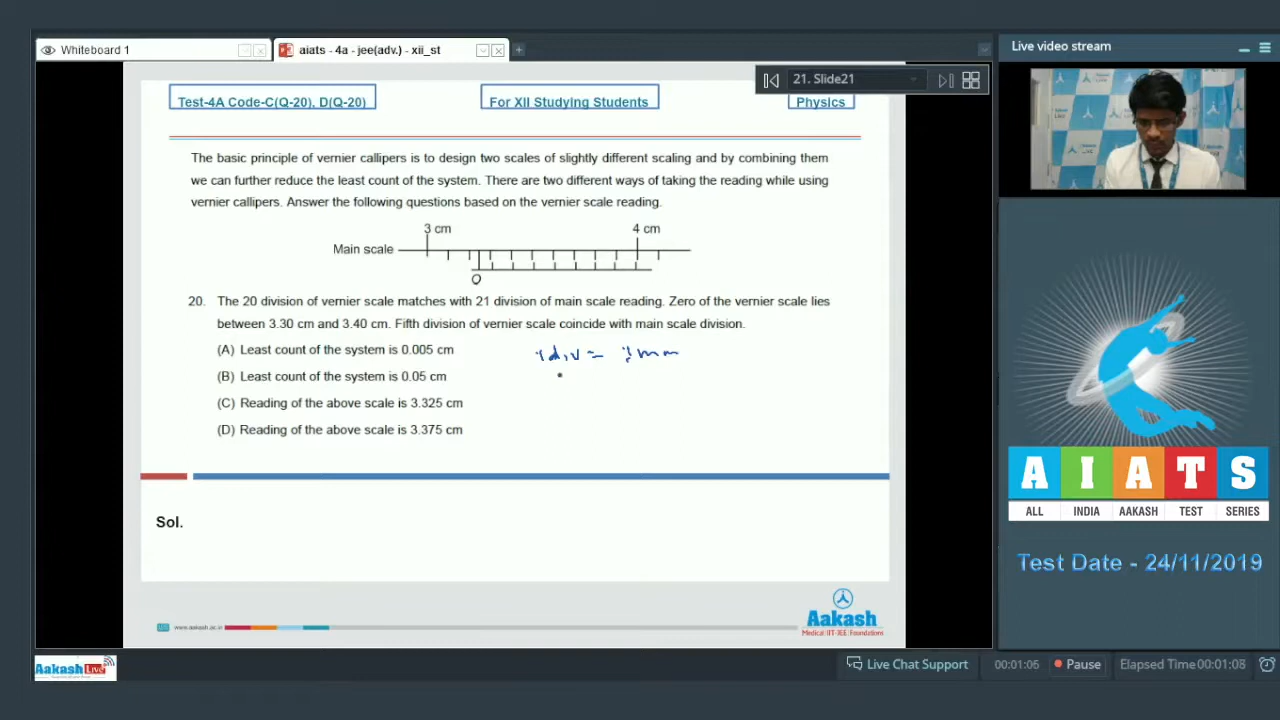 Whiteboard 1
aiats - 4a - jee(adv.) - xii_st
Live video stream
21. Slide21
Test-4A Code-C(Q-20), D(Q-20)
For XII Studying Students
Physics
The basic principle of vernier callipers is to design two scales of slightly different scaling and by combining them
we can further reduce the least count of the system. There are two different ways of taking the reading while using
vernier callipers. Answer the following questions based on the vernier scale reading.
3 cm
4 cm
Main scale
0
20. The 20 division of vernier scale matches with 21 division of main scale reading. Zero of the vernier scale lies
between 3.30 cm and 3.40 cm. Fifth division of vernier scale coincide with main scale division.
(A) Least count of the system is 0.005 cm
(B) Least count of the system is 0.05 cm
(C) Reading of the above scale is 3.325 cm
(D) Reading of the above scale is 3.375 cm
1 div = 1 mm
Sol.
www.aakash.ac.in
Aakash
Medical|IIT-JEE|Foundations
AIATS
ALL INDIA AAKASH TEST SERIES
Test Date - 24/11/2019
Aakash Live
Live Chat Support
00:01:06
Pause
Elapsed Time 00:01:08